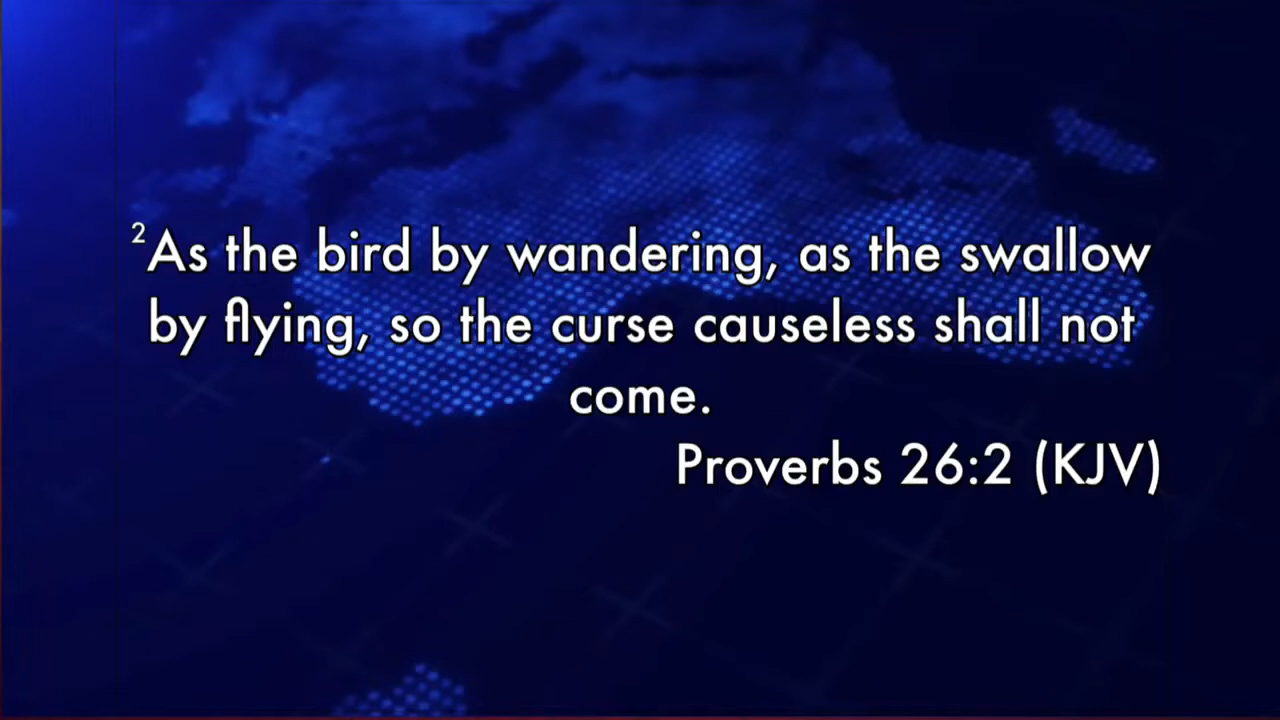 ²As the bird by wandering, as the swallow
by flying, so the curse causeless shall not
come.
Proverbs 26:2 (KJV)